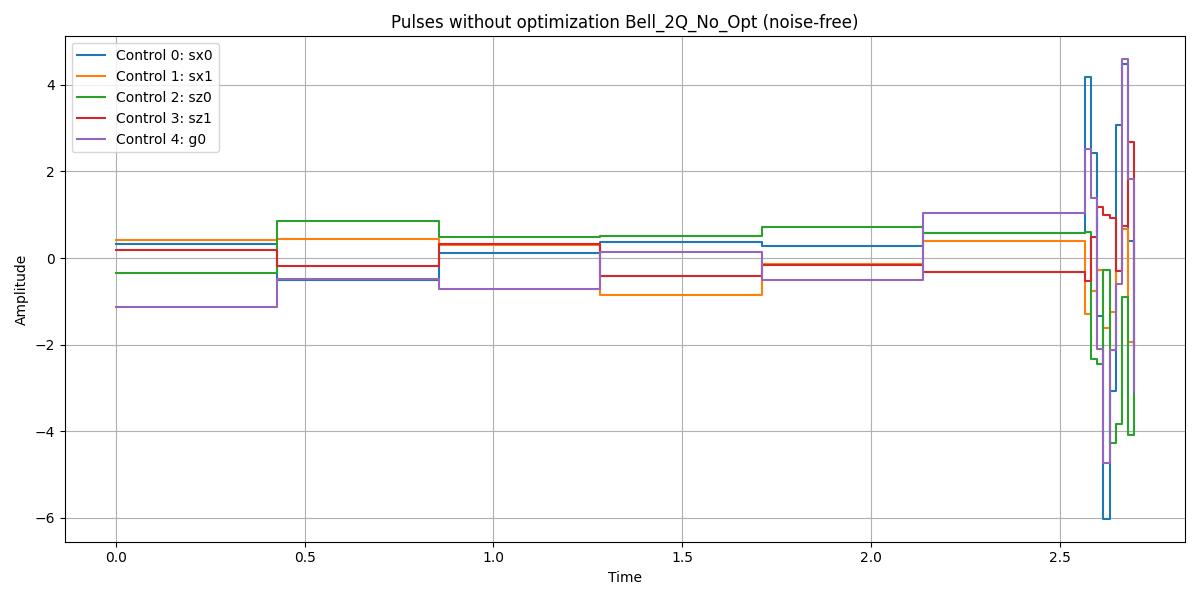 Pulses without optimization Bell_2Q_No_Opt (noise-free)
Control 0: sx0
Control 1: sx1
Control 2: sz0
Control 3: sz1
Control 4: g0
Amplitude
4
2
0
−2
−4
−6
0.0 0.5 1.0 1.5 2.0 2.5
Time